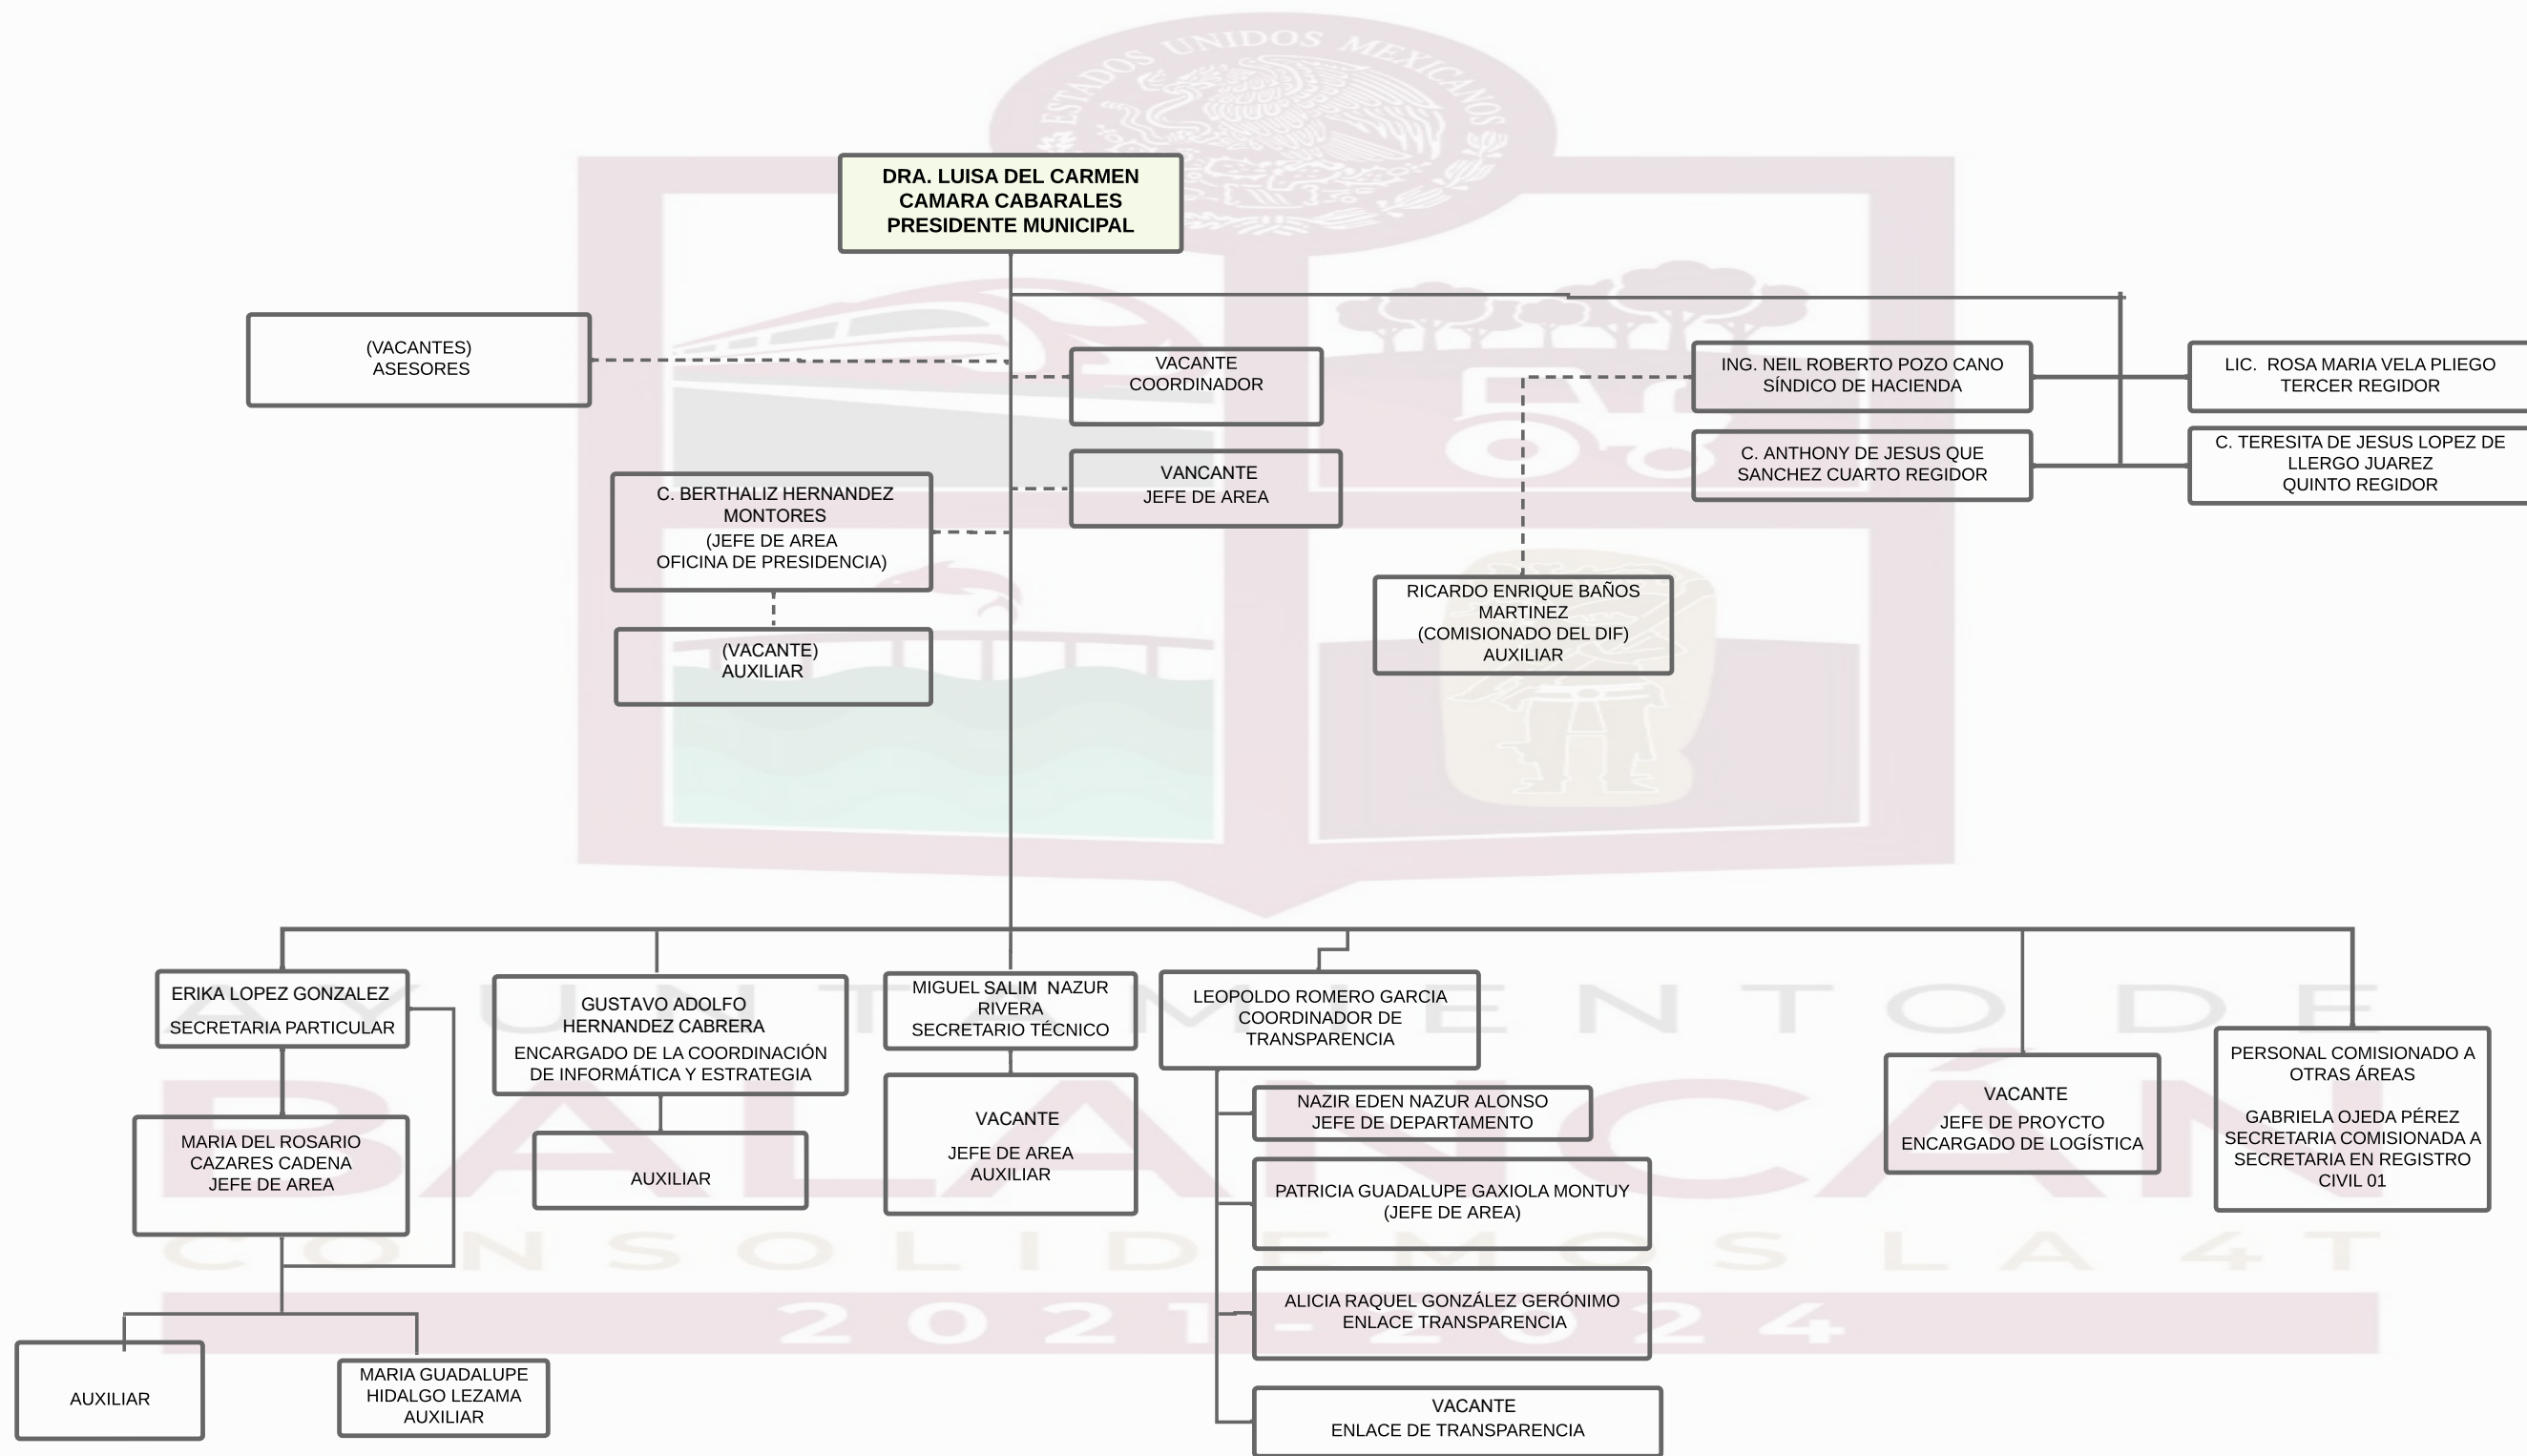 ESTADOS UNIDOS MEXICANOS
DRA. LUISA DEL CARMEN
CAMARA CABARALES
PRESIDENTE MUNICIPAL
(VACANTES)
ASESORES
VACANTE
COORDINADOR
ING. NEIL ROBERTO POZO CANO
SÍNDICO DE HACIENDA
LIC. ROSA MARIA VELA PLIEGO
TERCER REGIDOR
C. ANTHONY DE JESUS QUE
SANCHEZ CUARTO REGIDOR
C. TERESITA DE JESUS LOPEZ DE
LLERGO JUAREZ
QUINTO REGIDOR
VANCANTE
JEFE DE AREA
C. BERTHALIZ HERNANDEZ
MONTORES
(JEFE DE AREA
OFICINA DE PRESIDENCIA)
(VACANTE)
AUXILIAR
RICARDO ENRIQUE BAÑOS
MARTINEZ
(COMISIONADO DEL DIF)
AUXILIAR
ERIKA LOPEZ GONZALEZ
SECRETARIA PARTICULAR
GUSTAVO ADOLFO
HERNANDEZ CABRERA
ENCARGADO DE LA COORDINACIÓN
DE INFORMÁTICA Y ESTRATEGIA
MIGUEL SALIM NAZUR
RIVERA
SECRETARIO TÉCNICO
LEOPOLDO ROMERO GARCIA
COORDINADOR DE
TRANSPARENCIA
VACANTE
JEFE DE PROYCTO
ENCARGADO DE LOGÍSTICA
PERSONAL COMISIONADO A
OTRAS ÁREAS
GABRIELA OJEDA PÉREZ
SECRETARIA COMISIONADA A
SECRETARIA EN REGISTRO
CIVIL 01
MARIA DEL ROSARIO
CAZARES CADENA
JEFE DE AREA
AUXILIAR
VACANTE
JEFE DE AREA
AUXILIAR
NAZIR EDEN NAZUR ALONSO
JEFE DE DEPARTAMENTO
PATRICIA GUADALUPE GAXIOLA MONTUY
(JEFE DE AREA)
ALICIA RAQUEL GONZÁLEZ GERÓNIMO
ENLACE TRANSPARENCIA
VACANTE
ENLACE DE TRANSPARENCIA
AUXILIAR
MARIA GUADALUPE
HIDALGO LEZAMA
AUXILIAR
AYUNTAMIENTO DE
BALANCÁN
CONSOLIDEMOS LA 4T
2021-2024